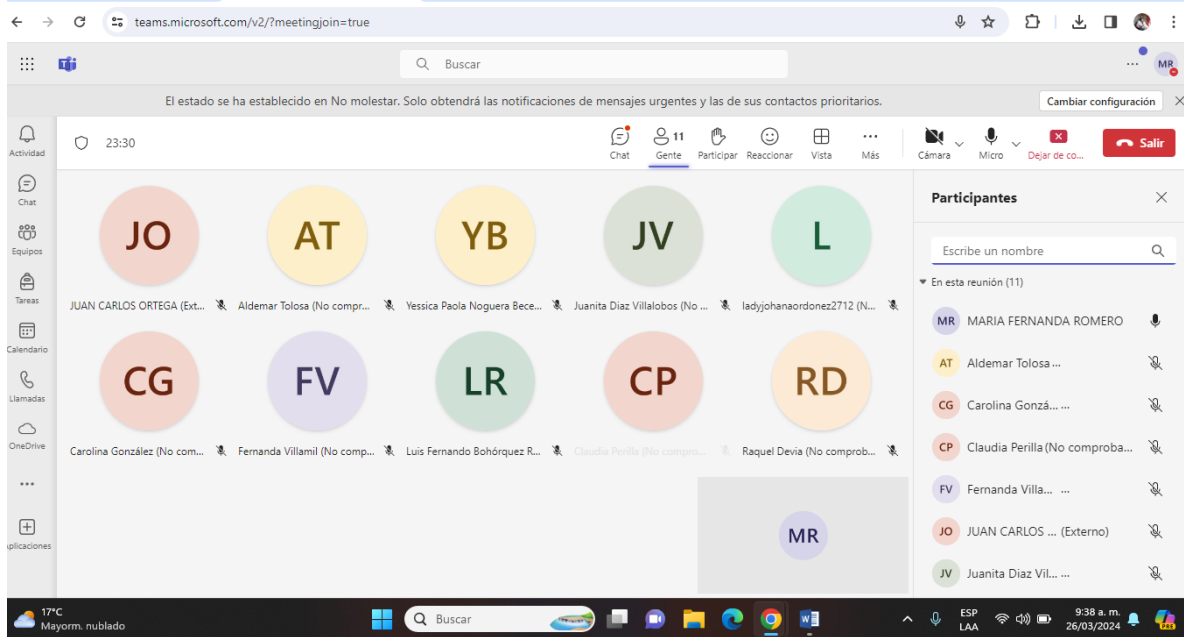 teams.microsoft.com/v2/?meetingjoin=true
Buscar
MR
El estado se ha establecido en No molestar. Solo obtendrá las notificaciones de mensajes urgentes y las de sus contactos prioritarios.
Cambiar configuración
Actividad
Chat
Equipos
Tareas
Calendario
Llamadas
OneDrive
plicaciones
23:30
Chat
11
Gente
Participar
Reaccionar
Vista
Más
Cámara
Micro
Dejar de co...
Salir
JO
AT
YB
JV
L
JUAN CARLOS ORTEGA (Ext...
Aldemar Tolosa (No compr...
Yessica Paola Noguera Bece...
Juanita Diaz Villalobos (No ...
ladyjohanaordonez2712 (N...
CG
FV
LR
CP
RD
Carolina González (No com...
Fernanda Villamil (No comp...
Luis Fernando Bohórquez R...
Claudia Perilla (No compro...
Raquel Devia (No comprob...
MR
Participantes
Escribe un nombre
En esta reunión (11)
MR MARIA FERNANDA ROMERO
AT Aldemar Tolosa ...
CG Carolina Gonzá... ...
CP Claudia Perilla (No comproba...
FV Fernanda Villa... ...
JO JUAN CARLOS ... (Externo)
JV Juanita Diaz Vil... ...
17°C
Mayorm. nublado
Buscar
ESP
LAA
9:38 a. m.
26/03/2024
PRE